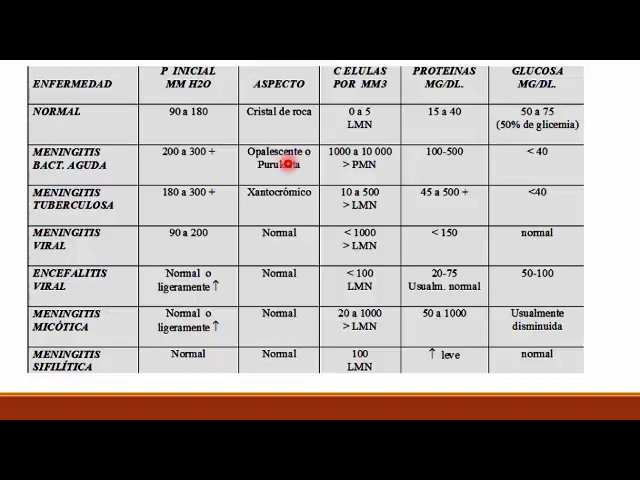 ENFERMEDAD
P INICIAL
MM H2O
ASPECTO
CELULAS
POR MM3
PROTEINAS
MG/DL.
GLUCOSA
MG/DL.
NORMAL
90 a 180
Cristal de roca
0 a 5
LMN
15 a 40
50 a 75
(50% de glicemia)
MENINGITIS
BACT. AGUDA
200 a 300 +
Opalescente o
1000 a 10 000
> PMN
100-500
< 40
MENINGITIS
TUBERCULOSA
180 a 300 +
Xantocrómico
10 a 500
> LMN
45 a 500 +
<40
MENINGITIS
VIRAL
90 a 200
Normal
< 1000
> LMN
< 150
normal
ENCEFALITIS
VIRAL
Normal o
ligeramente ↑
Normal
< 100
LMN
20-75
Usualm. normal
50-100
MENINGITIS
MICÓTICA
Normal o
ligeramente ↑
Normal
20 a 1000
> LMN
50 a 1000
Usualmente
disminuida
MENINGITIS
SIFILÍTICA
Normal
Normal
100
LMN
↑ leve
normal